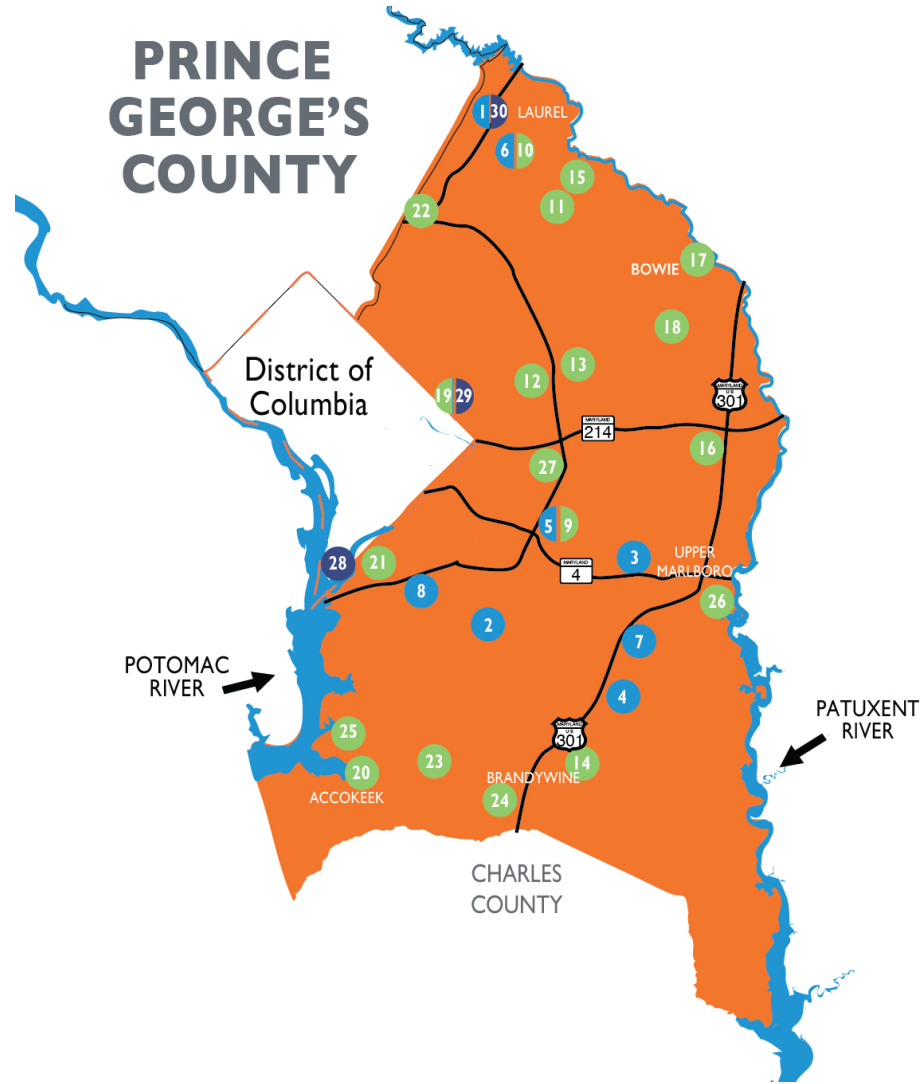 PRINCE
GEORGE'S
COUNTY
1 30 LAUREL
6 10
15
11
22
17
BOWIE
18
District of
Columbia
13
12
19 29
MARYLAND
US
301
MARYLAND
214
16
27
5 9
3 UPPER
MARLBORO
28
21
MARYLAND
4
8
26
2
7
POTOMAC
RIVER
4
PATUXENT
RIVER
25
MARYLAND
US
301
23
14
20
BRANDYWINE
ACCOKEEK
24
CHARLES
COUNTY